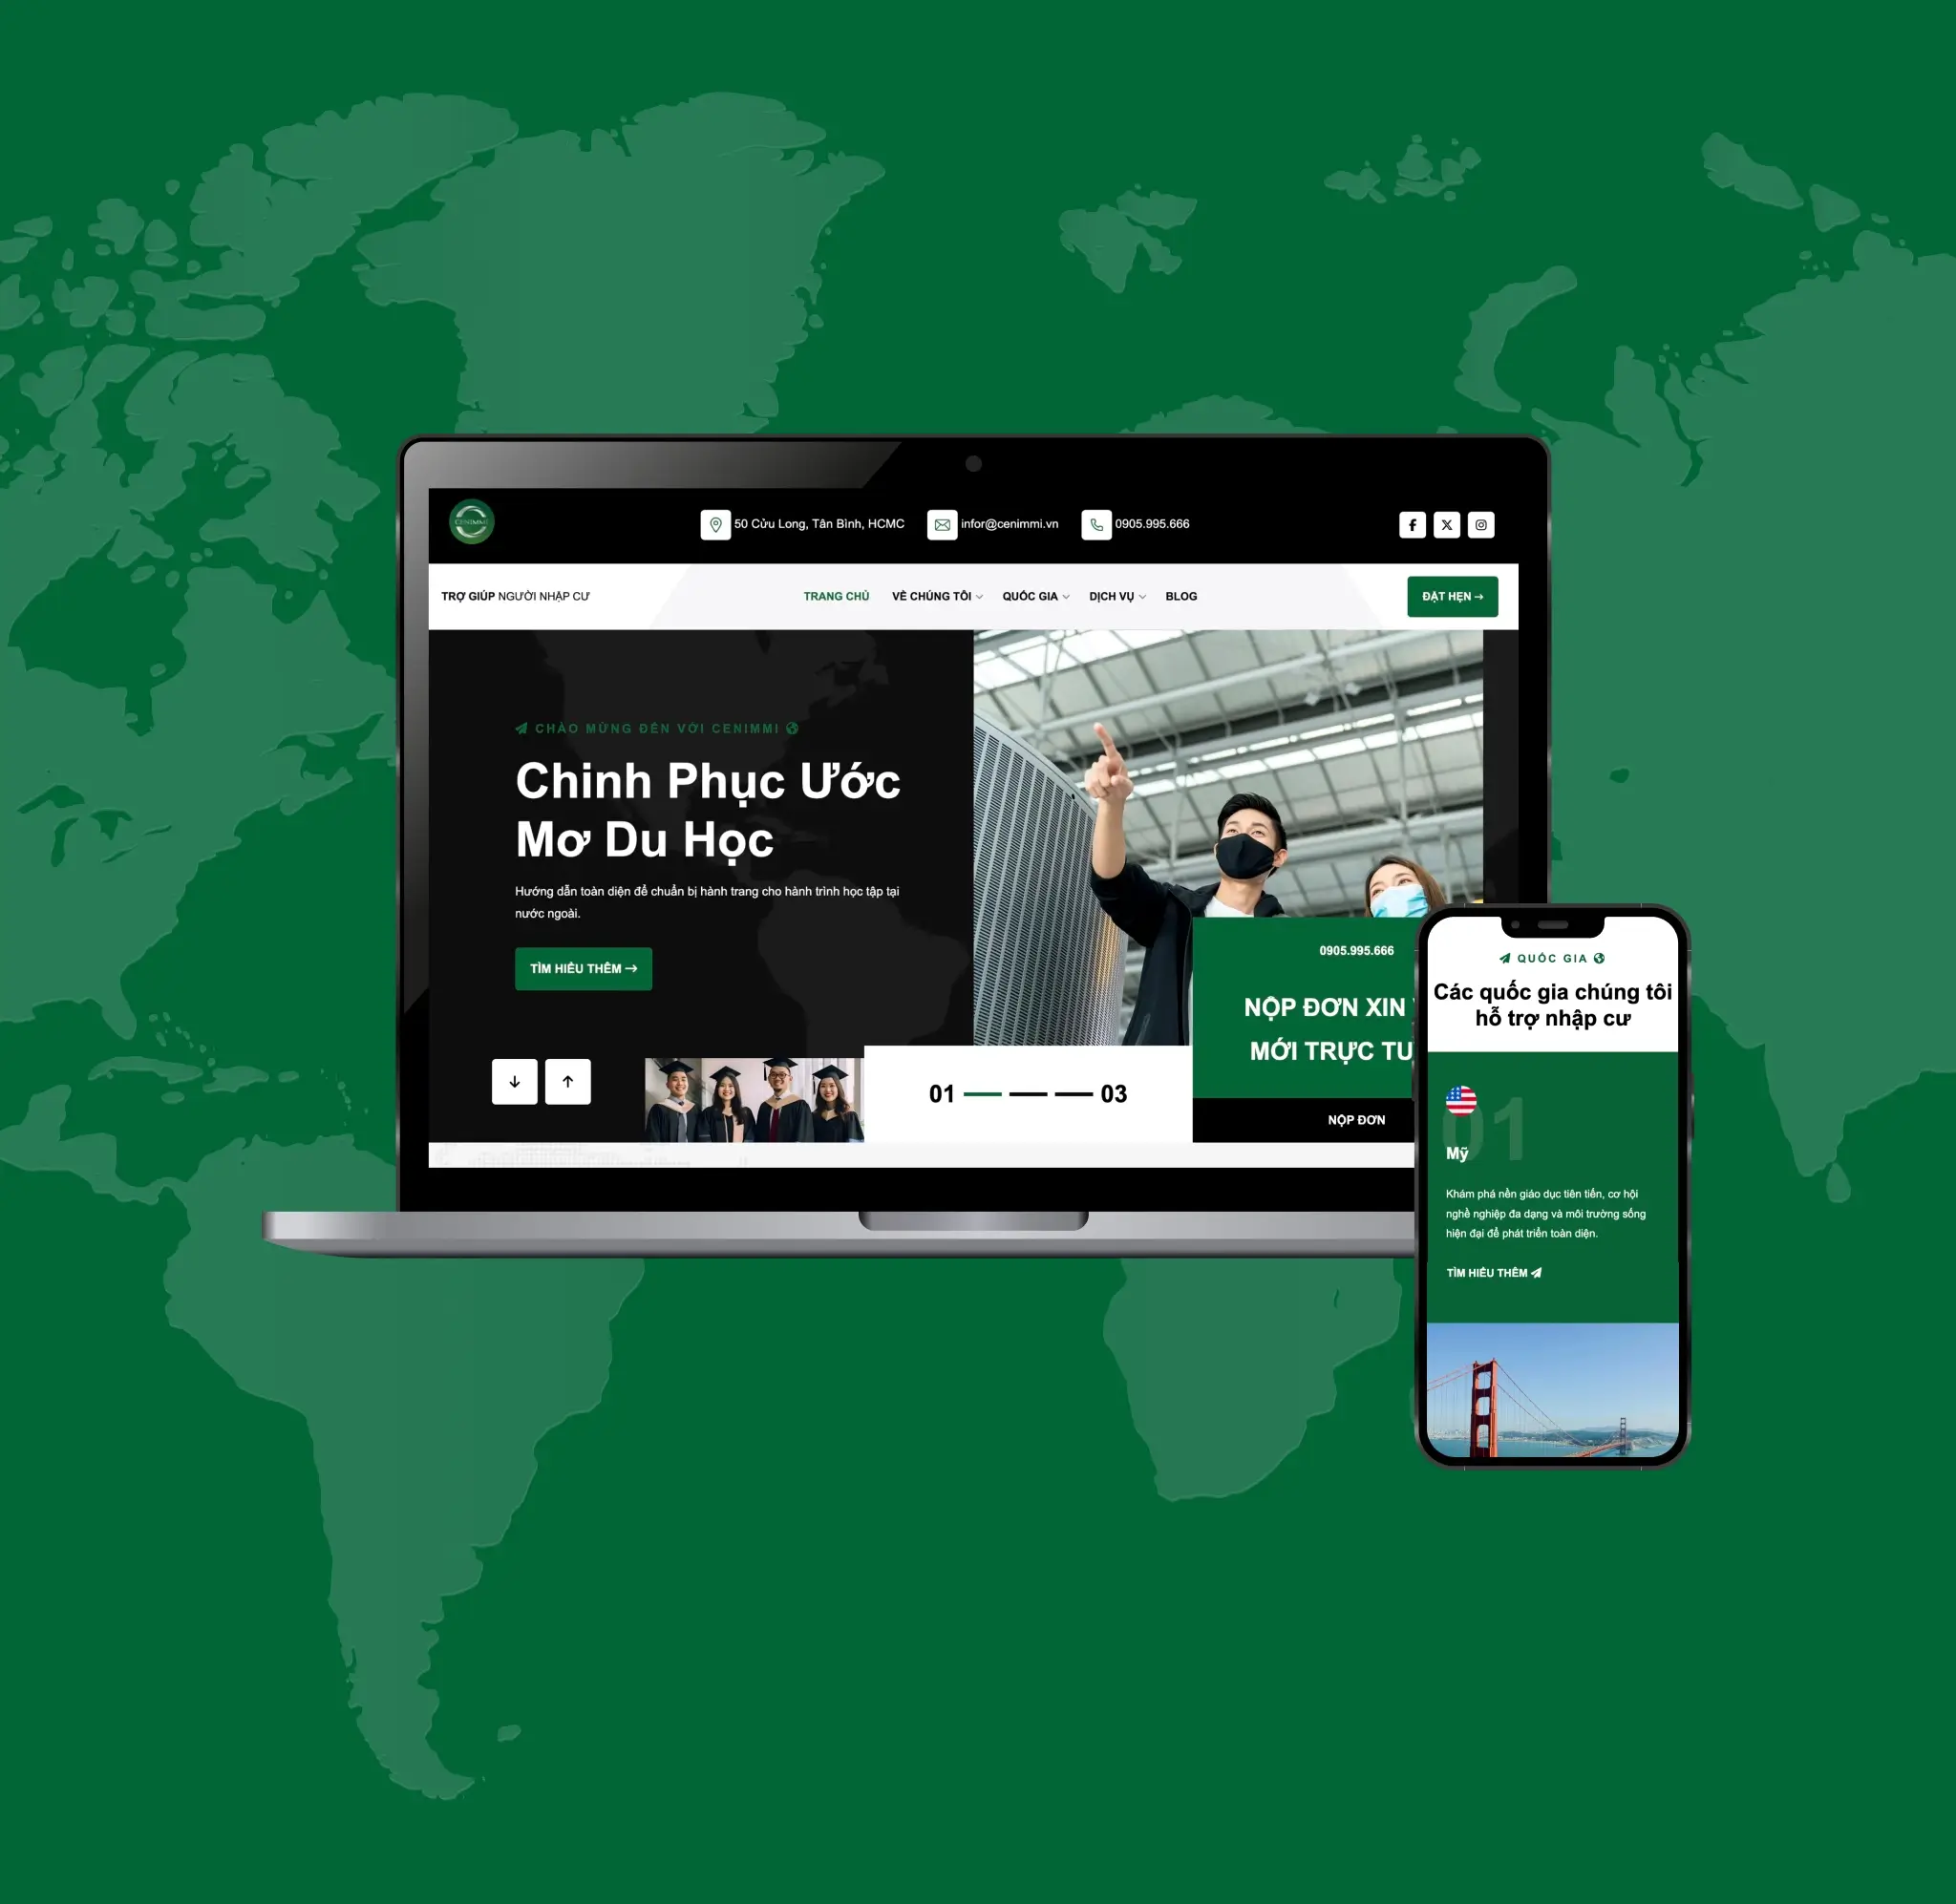 CENIMMI
50 Cửu Long, Tân Bình, HCMC
infor@cenimmi.vn
0905.995.666
TRỢ GIÚP NGƯỜI NHẬP CƯ
TRANG CHỦ
VỀ CHÚNG TÔI
QUỐC GIA
DỊCH VỤ
BLOG
ĐẶT HẸN →
CHÀO MỪNG ĐẾN VỚI CENIMMI
Chinh Phục Ước
Mơ Du Học
Hướng dẫn toàn diện để chuẩn bị hành trang cho hành trình học tập tại
nước ngoài.
TÌM HIỂU THÊM →
01
03
0905.995.666
NỘP ĐƠN XIN
MỚI TRỰC
NỘP ĐƠN
QUỐC GIA
Các quốc gia chúng tôi
hỗ trợ nhập cư
01
Mỹ
Khám phá nền giáo dục tiên tiến, cơ hội
nghề nghiệp đa dạng và môi trường sống
hiện đại để phát triển toàn diện.
TÌM HIỂU THÊM